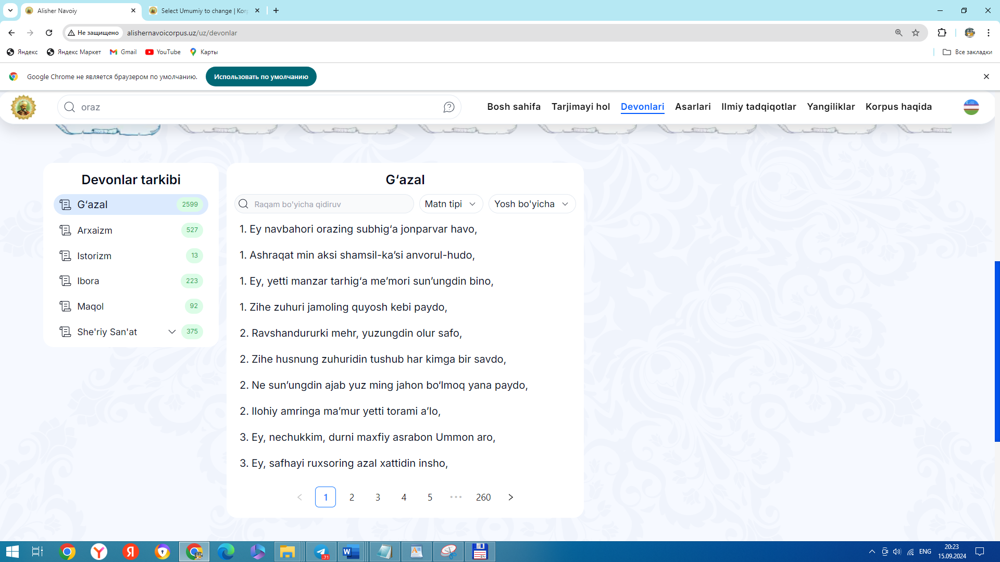 Alisher Navoiy
Select Umumiy to change | Korp
Не защищено
alishernavoicorpus.uz/uz/devonlar
Яндекс
Яндекс Маркет
Gmail
YouTube
Карты
Все закладки
Google Chrome не является браузером по умолчанию.
Использовать по умолчанию
oraz
Bosh sahifa
Tarjimayi hol
Devonlari
Asarlari
Ilmiy tadqiqotlar
Yangiliklar
Korpus haqida
Devonlar tarkibi
G‘azal 2599
Arxaizm 527
Istorizm 13
Ibora 223
Maqol 92
She'riy San'at 375
G‘azal
Raqam bo'yicha qidiruv
Matn tipi
Yosh bo'yicha
1. Ey navbahori orazing subhig‘a jonparvar havo,
1. Ashraqat min aksi shamsil-ka’si anvorul-hudo,
1. Ey, yetti manzar tarhig‘a me’mori sun’ungdin bino,
1. Zihe zuhuri jamoling quyosh kebi paydo,
2. Ravshandururki mehr, yuzungdin olur safo,
2. Zihe husnung zuhuridin tushub har kimga bir savdo,
2. Ne sun’ungdin ajab yuz ming jahon bo‘lmoq yana paydo,
2. Ilohiy amringa ma’mur yetti torami a’lo,
3. Ey, nechukkim, durni maxfiy asrabon Ummon aro,
3. Ey, safhayi ruxsoring azal xattidin insho,
1 2 3 4 5 ••• 260
71
64
ENG
20:23
15.09.2024